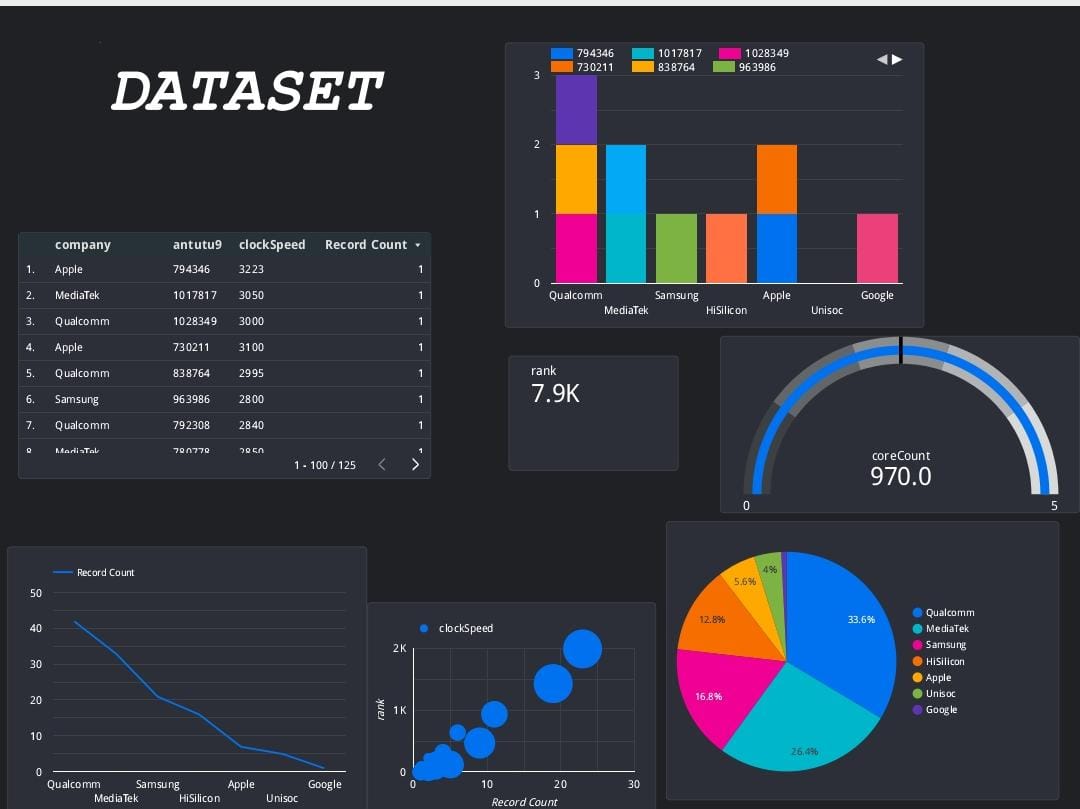 DATASET
794346 1017817 1028349
730211 838764 963986
3
2
1
0
Qualcomm Samsung Apple Google
MediaTek HiSilicon Unisoc
company antutu9 clockSpeed Record Count
1. Apple 794346 3223 1
2. MediaTek 1017817 3050 1
3. Qualcomm 1028349 3000 1
4. Apple 730211 3100 1
5. Qualcomm 838764 2995 1
6. Samsung 963986 2800 1
7. Qualcomm 792308 2840 1
8. MediaTek 780778 2850 1
1 - 100 / 125
rank
7.9K
coreCount
970.0
0 5
Record Count
50
40
30
20
10
0
Qualcomm Samsung Apple Google
MediaTek HiSilicon Unisoc
clockSpeed
2K
1K
0
rank
0 10 20 30
Record Count
33.6%
26.4%
16.8%
12.8%
5.6%
4%
Qualcomm
MediaTek
Samsung
HiSilicon
Apple
Unisoc
Google